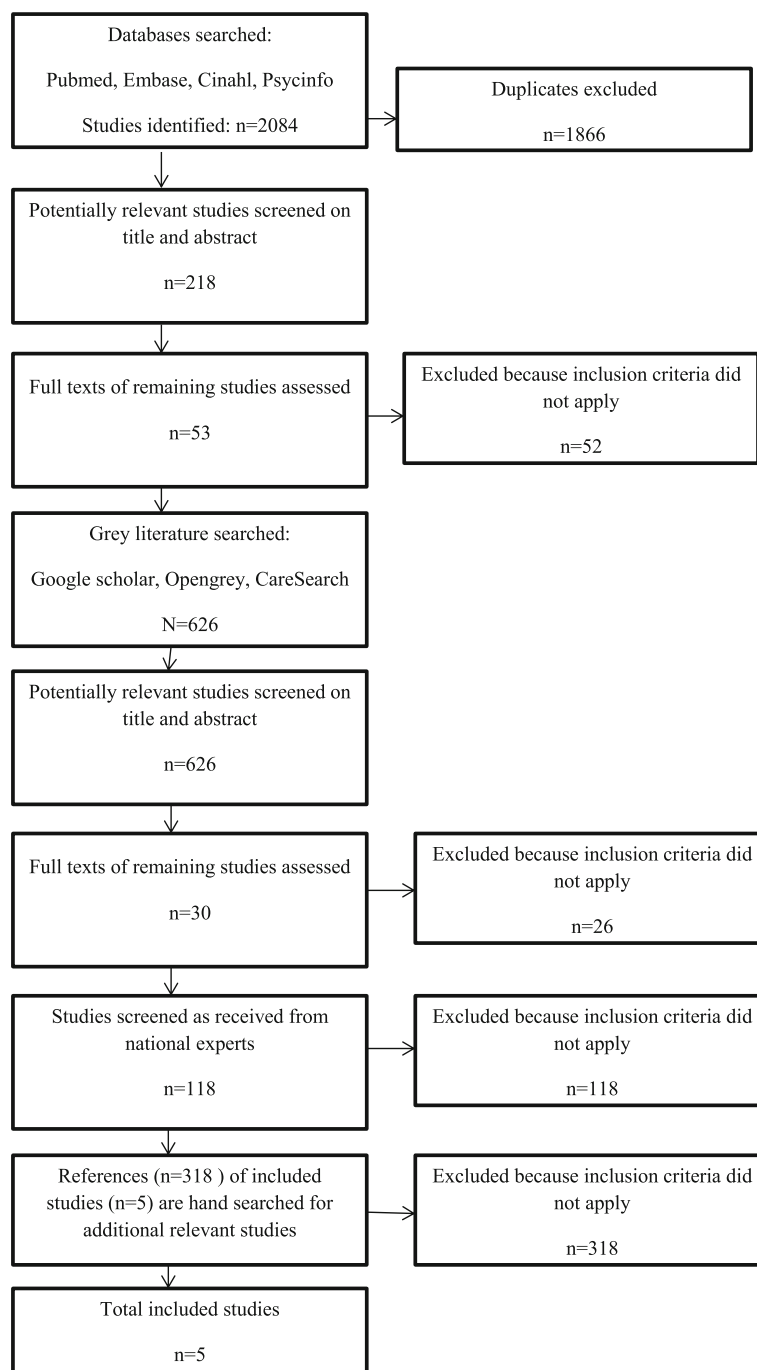 Databases searched:
Pubmed, Embase, Cinahl, Psycinfo
Studies identified: n=2084
Duplicates excluded
n=1866
Potentially relevant studies screened on
title and abstract
n=218
Full texts of remaining studies assessed
n=53
Excluded because inclusion criteria did
not apply
n=52
Grey literature searched:
Google scholar, Opengrey, CareSearch
N=626
Potentially relevant studies screened on
title and abstract
n=626
Full texts of remaining studies assessed
n=30
Excluded because inclusion criteria did
not apply
n=26
Studies screened as received from
national experts
n=118
Excluded because inclusion criteria did
not apply
n=118
References (n=318 ) of included
studies (n=5) are hand searched for
additional relevant studies
Excluded because inclusion criteria did
not apply
n=318
Total included studies
n=5